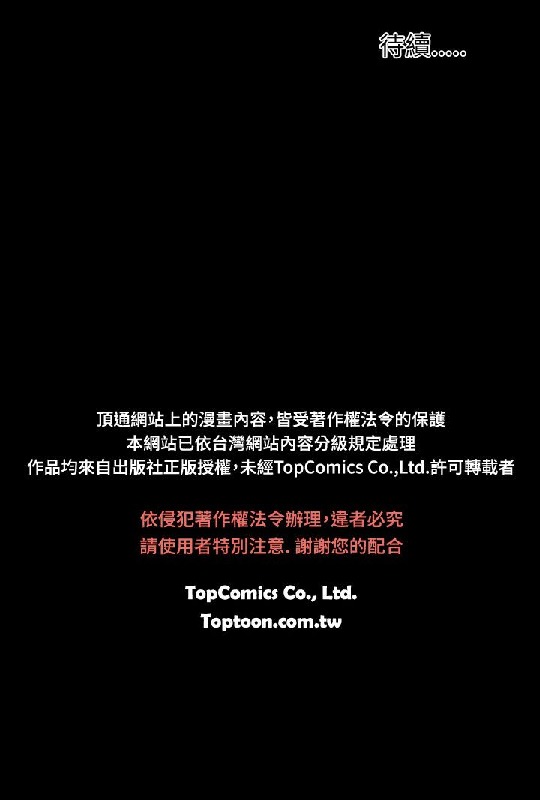 待續.....
頂通網站上的漫畫內容，皆受著作權法令的保護
本網站已依台灣網站內容分級規定處理
作品均來自出版社正版授權，未經TopComics Co.,Ltd.許可轉載者
依侵犯著作權法令辦理，違者必究
請使用者特別注意. 謝謝您的配合
TopComics Co., Ltd.
Toptoon.com.tw